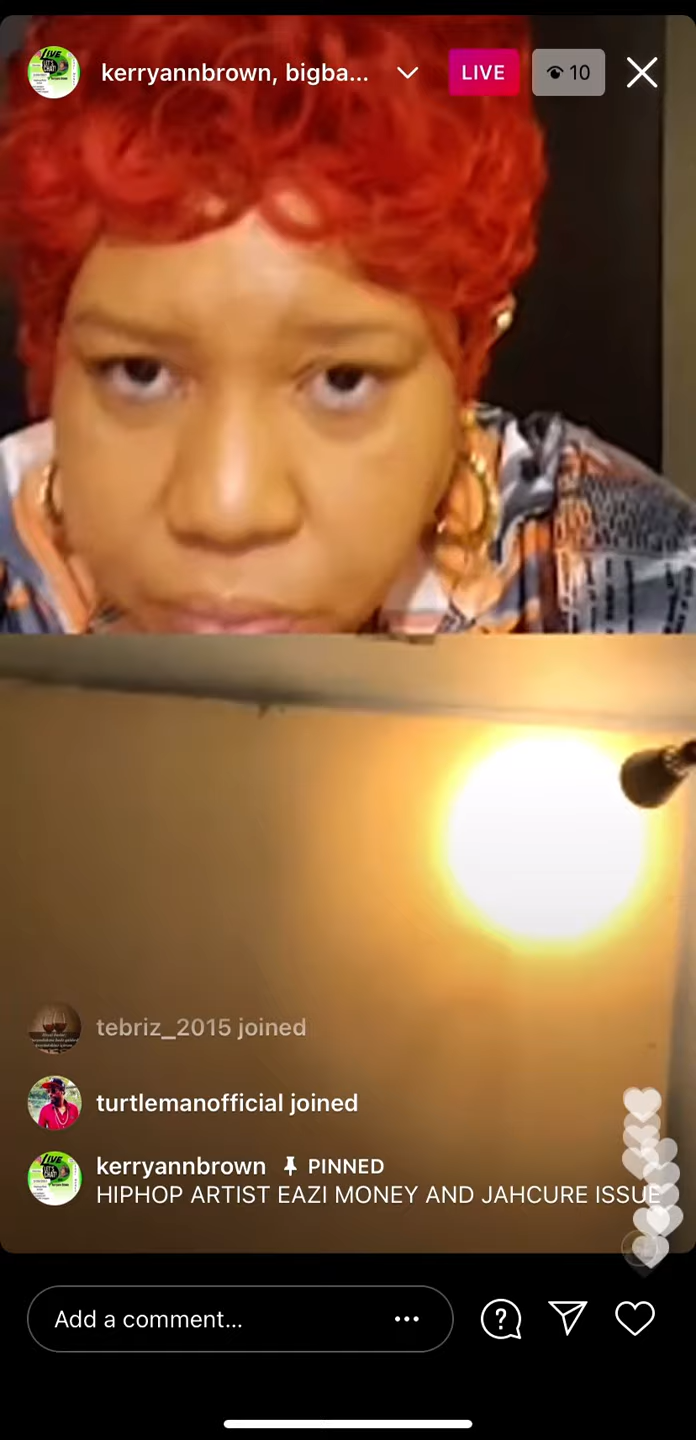 kerryannbrown, bigba...
LIVE
10
tebriz_2015 joined
turtlemanofficial joined
kerryannbrown PINNED
HIPHOP ARTIST EAZI MONEY AND JAHCURE ISSUE
Add a comment...